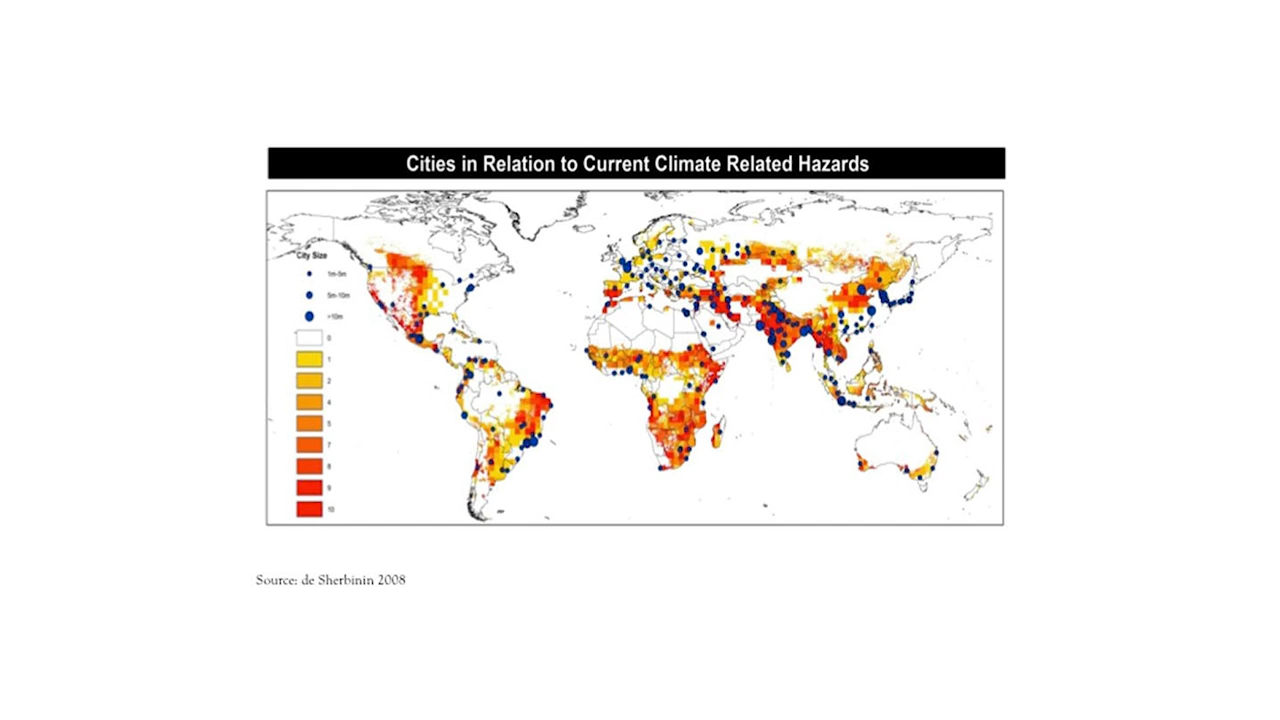 Cities in Relation to Current Climate Related Hazards
City Size
1m-5m
5m-10m
>10m
0
1
2
4
5
7
8
9
10
Source: de Sherbinin 2008